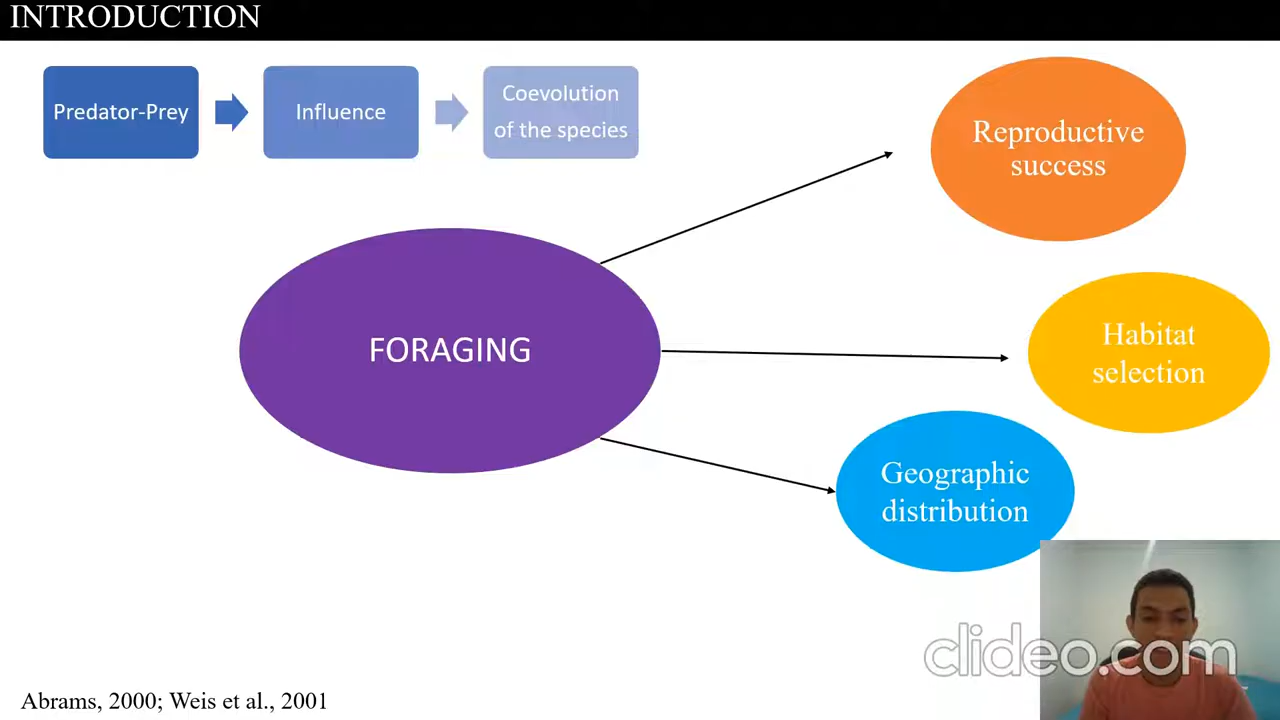 INTRODUCTION
Predator-Prey
Influence
Coevolution
of the species
Reproductive
success
FORAGING
Habitat
selection
Geographic
distribution
clideo.com
Abrams, 2000; Weis et al., 2001